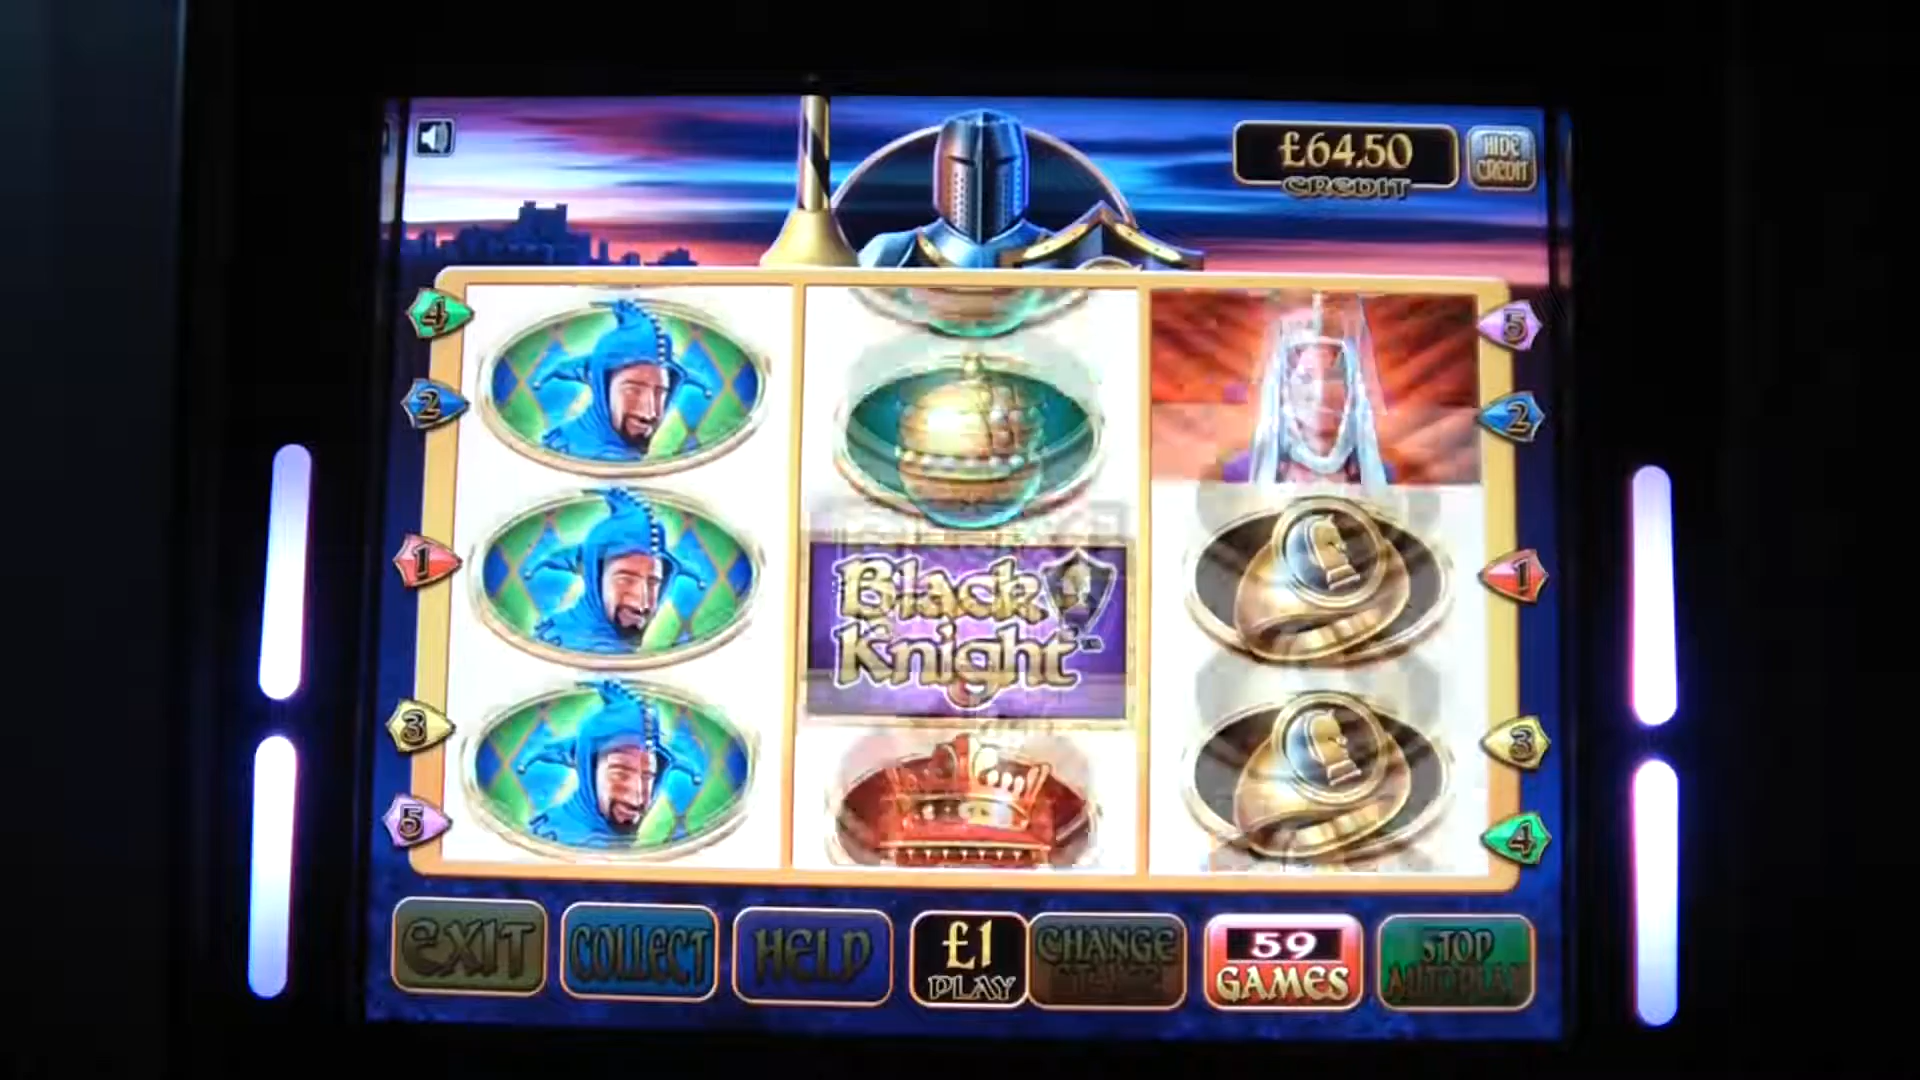 £64.50
CREDIT
HIDE
CREDIT
4
5
2
2
1
1
3
3
5
4
Black
Knight
EXIT
COLLECT
HELP
£1
PLAY
CHANGE
59
GAMES
STOP
AUTOPLAY